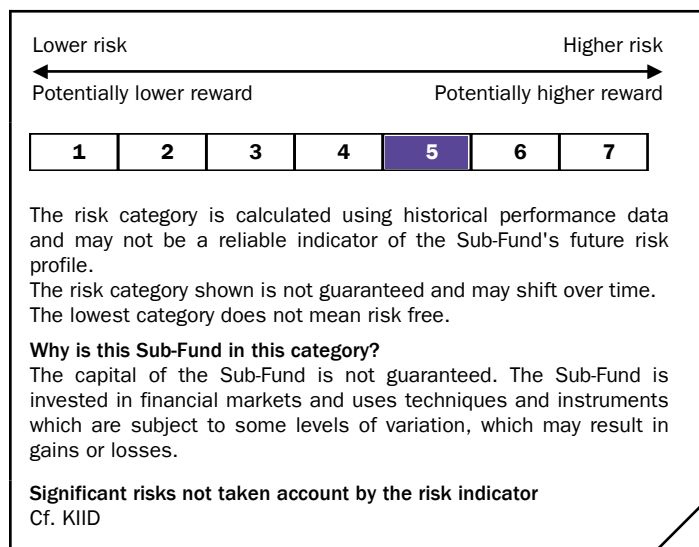 Lower risk Higher risk
Potentially lower reward Potentially higher reward
1 2 3 4 5 6 7
The risk category is calculated using historical performance data
and may not be a reliable indicator of the Sub-Fund's future risk
profile.
The risk category shown is not guaranteed and may shift over time.
The lowest category does not mean risk free.
Why is this Sub-Fund in this category?
The capital of the Sub-Fund is not guaranteed. The Sub-Fund is
invested in financial markets and uses techniques and instruments
which are subject to some levels of variation, which may result in
gains or losses.
Significant risks not taken account by the risk indicator
Cf. KIID